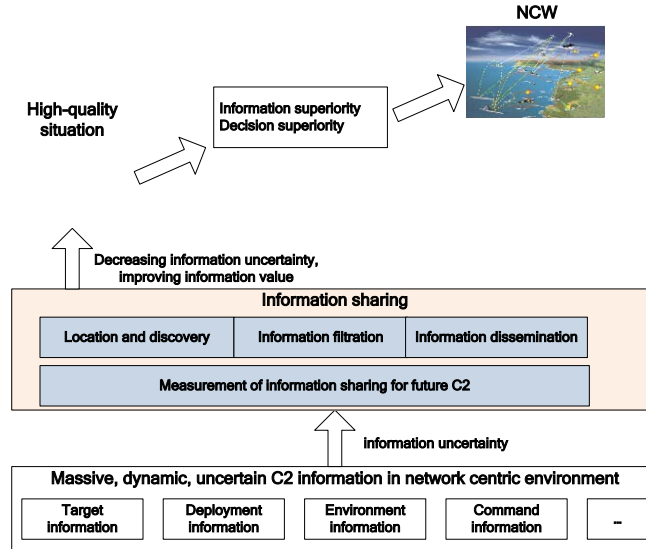 NCW
High-quality
situation
Information superiority
Decision superiority
Decreasing information uncertainty,
improving information value
Information sharing
Location and discovery
Information filtration
Information dissemination
Measurement of information sharing for future C2
Information uncertainty
Massive, dynamic, uncertain C2 information in network centric environment
Target
information
Deployment
information
Environment
information
Command
information
...